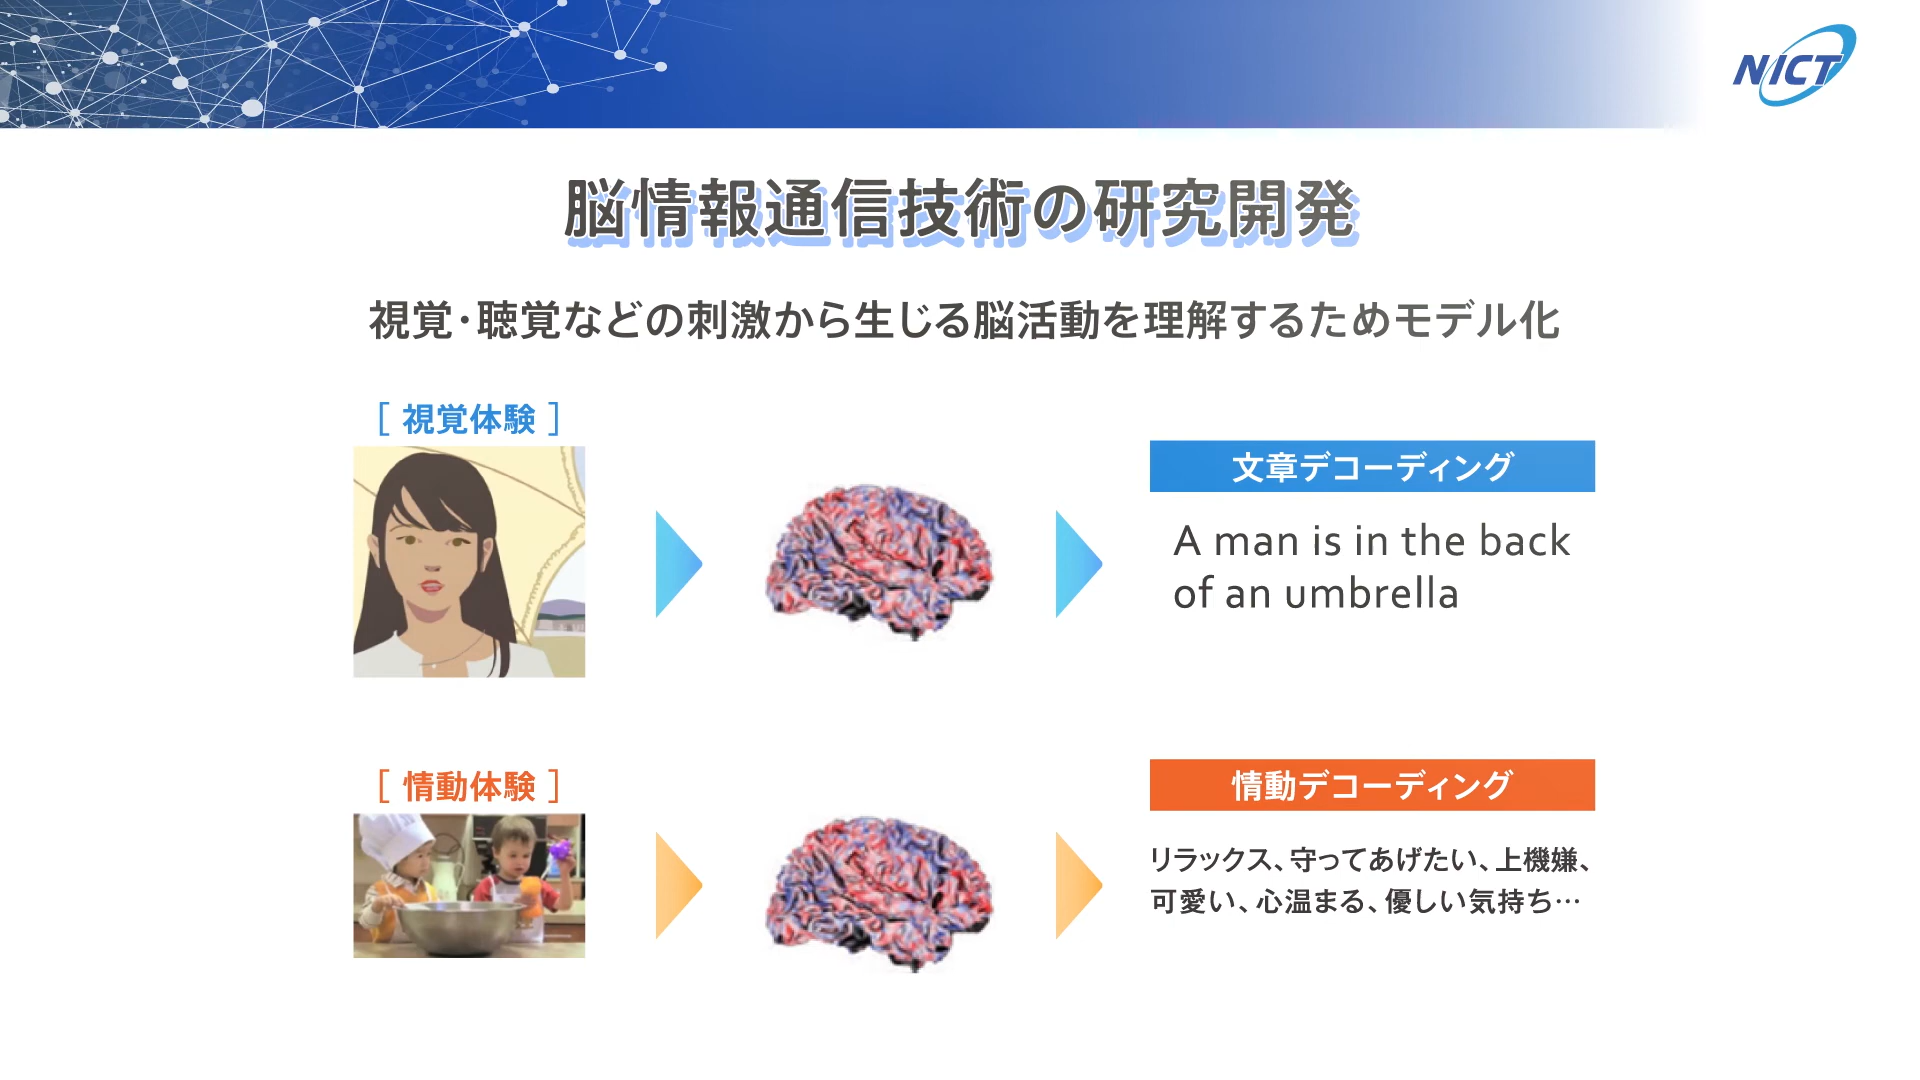 NICT
脳情報通信技術の研究開発
視覚･聴覚などの刺激から生じる脳活動を理解するためモデル化
[ 視覚体験 ]
文章デコーディング
A man is in the back
of an umbrella
[ 情動体験 ]
情動デコーディング
リラックス、守ってあげたい、上機嫌、
可愛い、心温まる、優しい気持ち…